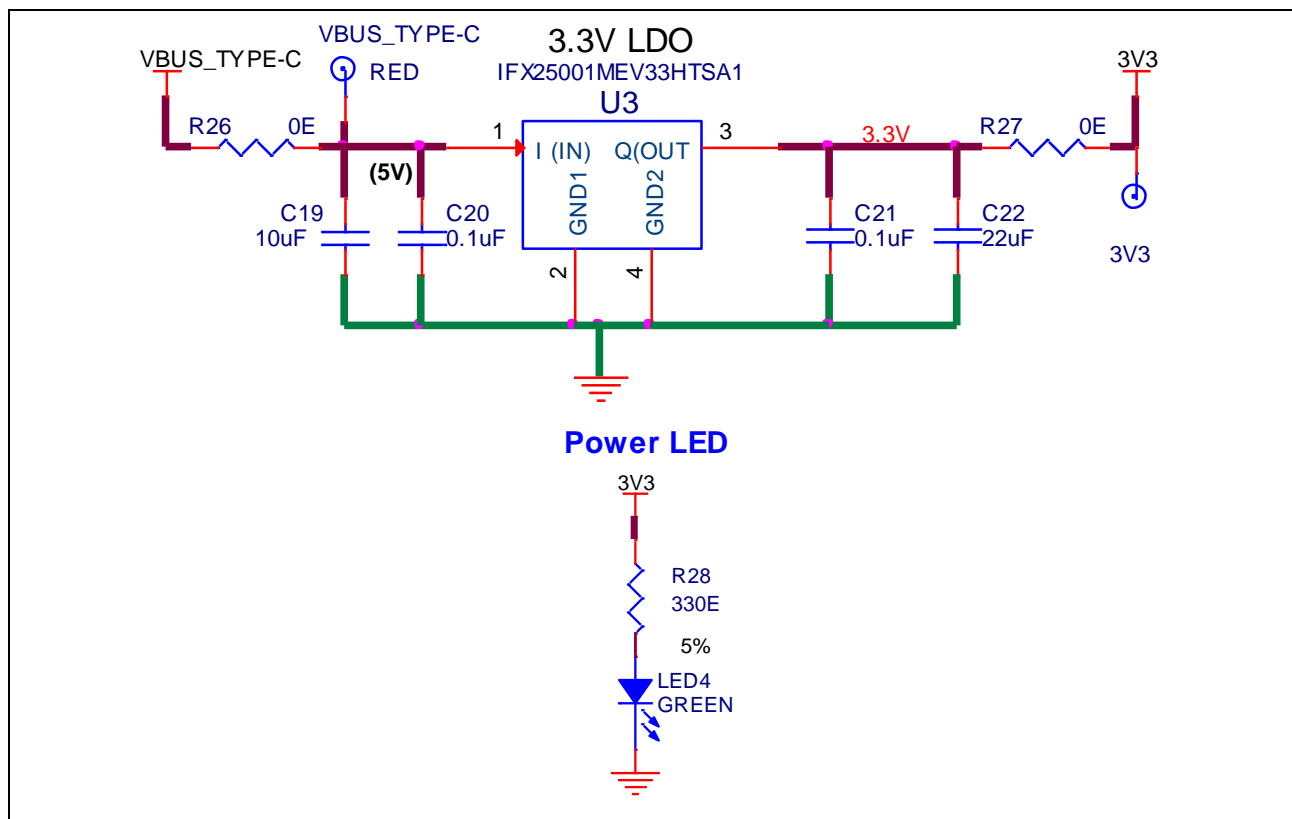 VBUS_TYPE-C
VBUS_TYPE-C
RED
3.3V LDO
IFX25001MEV33HTSA1
U3
3V3
R26 0E
1
3
3.3V
R27 0E
I (IN) Q(OUT
(5V)
GND1
GND2
C19
10uF
C20
0.1uF
C21
0.1uF
C22
22uF
3V3
2
4
Power LED
3V3
R28
330E
5%
LED4
GREEN